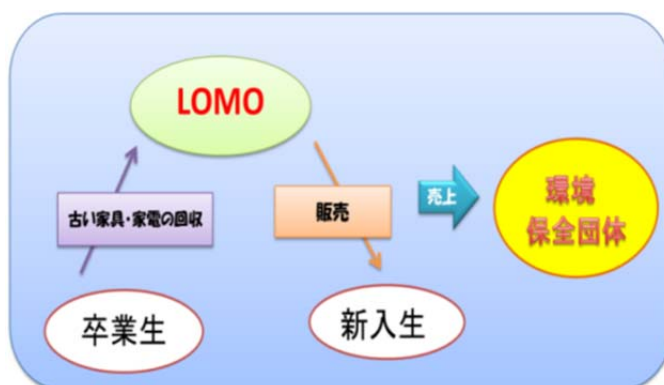 LOMO
古い家具・家電の回収
販売
売上
環境
保全団体
卒業生
新入生